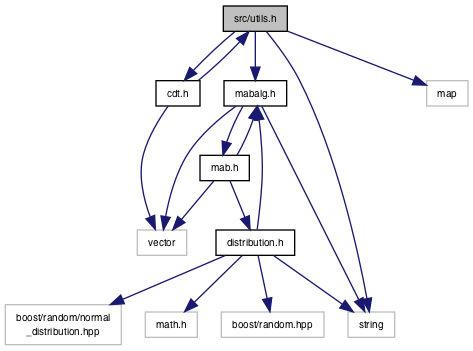 src/utils.h
cdt.h
mabalg.h
map
mab.h
vector
distribution.h
boost/random/normal
_distribution.hpp
math.h
boost/random.hpp
string